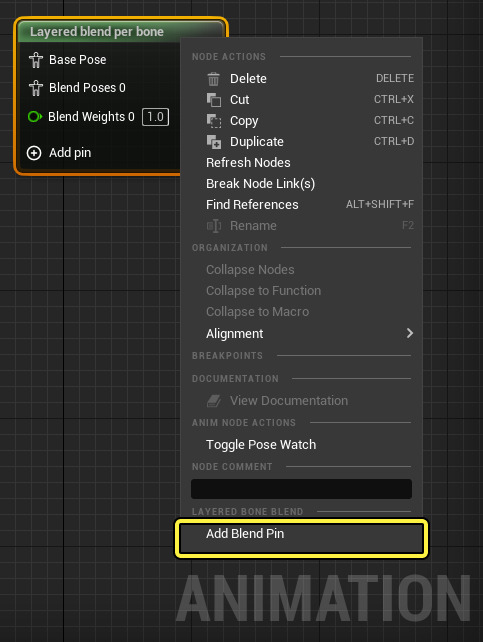 Layered blend per bone
Base Pose
Blend Poses 0
Blend Weights 0 1.0
Add pin
NODE ACTIONS
Delete DELETE
Cut CTRL+X
Copy CTRL+C
Duplicate CTRL+D
Refresh Nodes
Break Node Link(s)
Find References ALT+SHIFT+F
Rename F2
ORGANIZATION
Collapse Nodes
Collapse to Function
Collapse to Macro
Alignment
BREAKPOINTS
DOCUMENTATION
View Documentation
ANIM NODE ACTIONS
Toggle Pose Watch
NODE COMMENT
LAYERED BONE BLEND
Add Blend Pin
ANIMATION